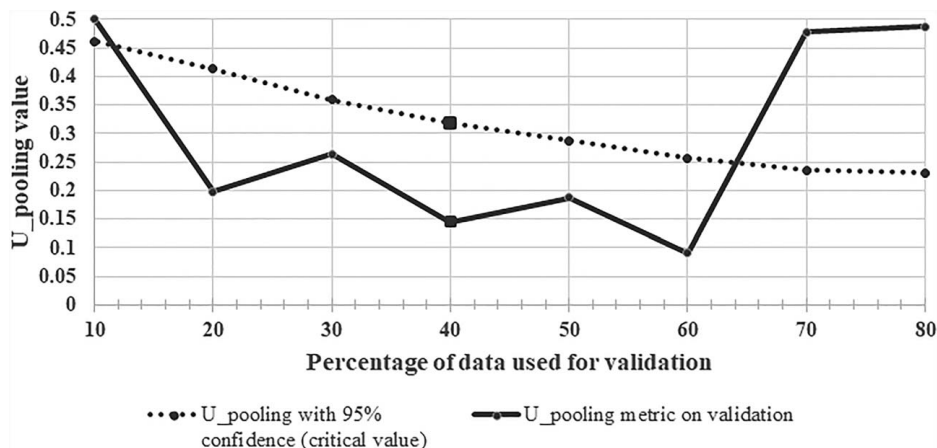 0.5
0.45
0.4
0.35
0.3
0.25
0.2
0.15
0.1
0.05
0
U_pooling value
10 20 30 40 50 60 70 80
Percentage of data used for validation
U_pooling with 95%
confidence (critical value)
U_pooling metric on validation